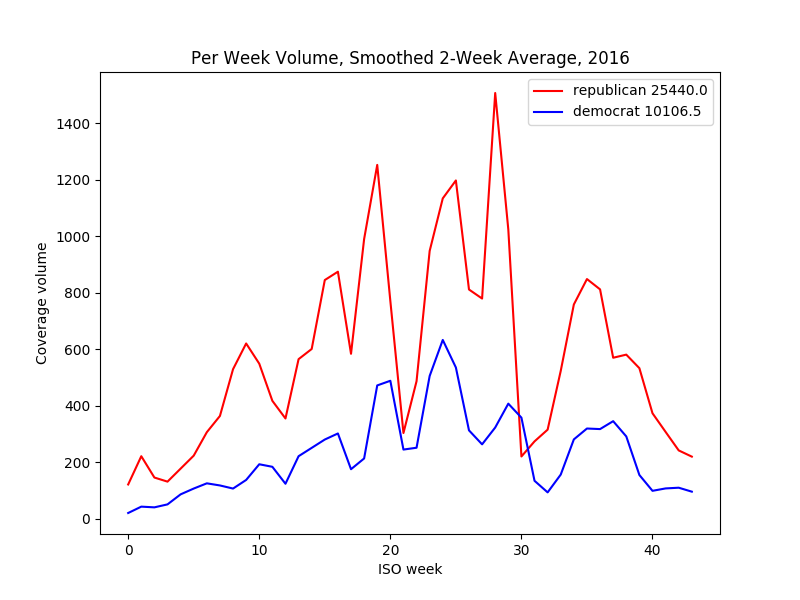 Per Week Volume, Smoothed 2-Week Average, 2016
republican 25440.0
democrat 10106.5
Coverage volume
1400
1200
1000
800
600
400
200
0
0 10 20 30 40
ISO week